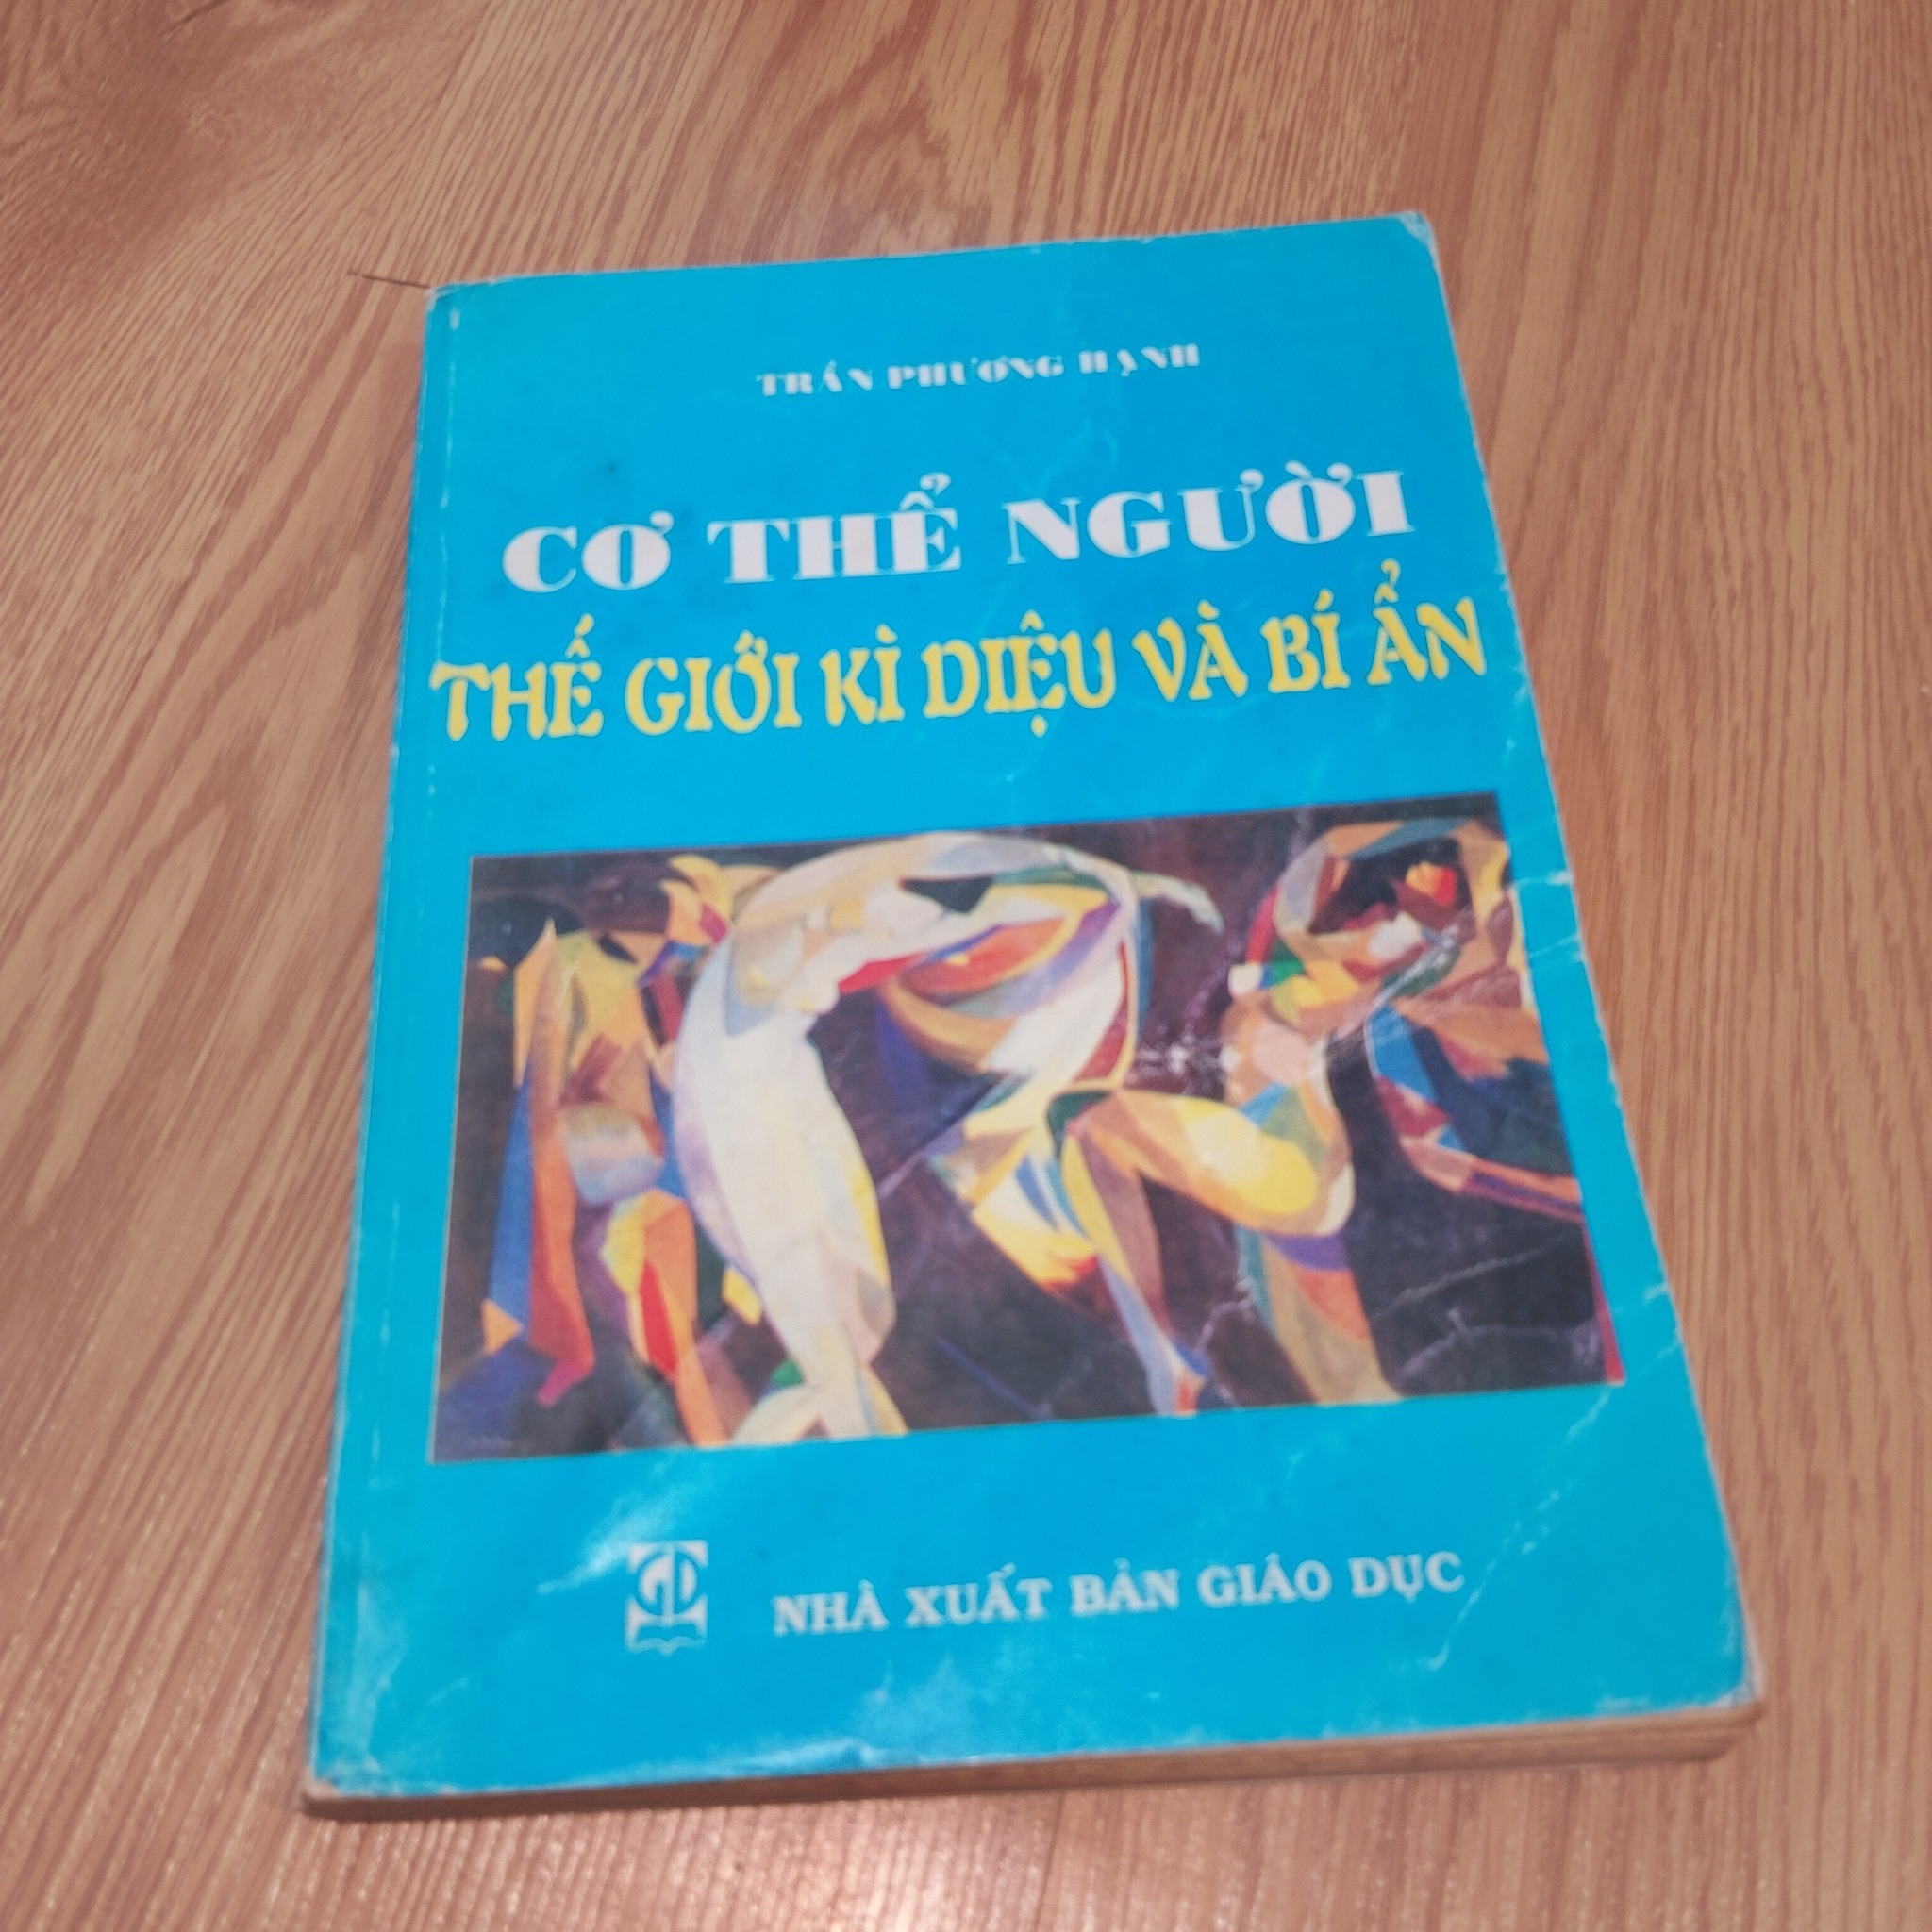 TRẦN PHƯƠNG HẠNH
CƠ THỂ NGƯỜI
THẾ GIỚI KÌ DIỆU VÀ BÍ ẨN
GD
NHÀ XUẤT BẢN GIÁO DỤC